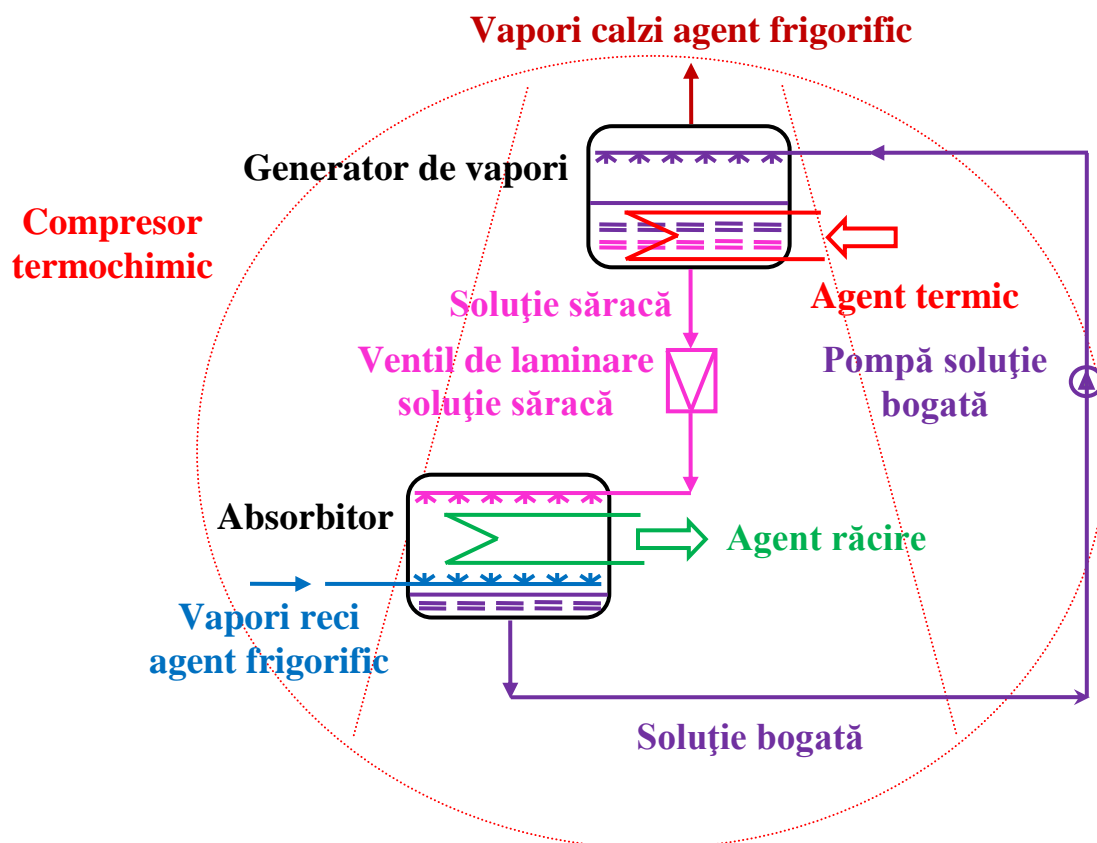 Vapori calzi agent frigorific
Generator de vapori
Compresor
termochimic
Agent termic
Soluţie săracă
Ventil de laminare
soluţie săracă
Pompă soluţie
bogată
Absorbitor
Agent răcire
Vapori reci
agent frigorific
Soluţie bogată